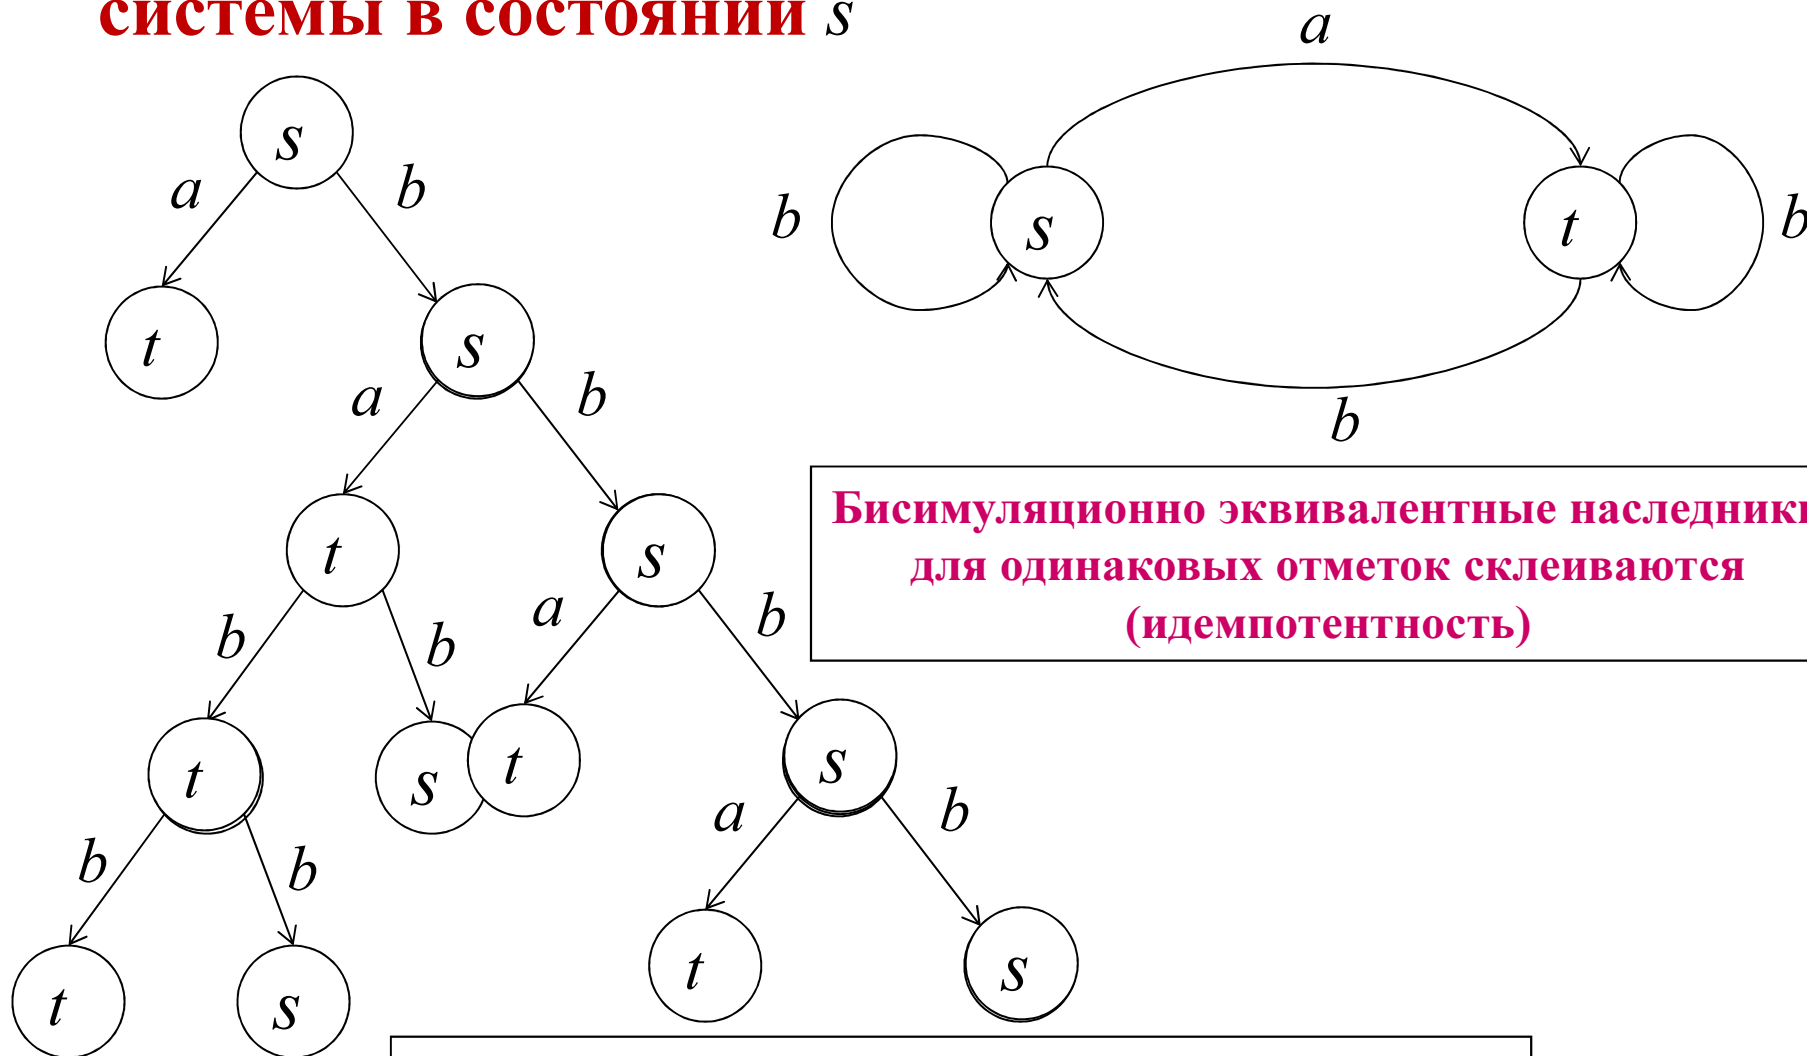 системы в состоянии s
a
s
a
b
b
s
t
b
t
s
a
b
b
Бисимуляционно эквивалентные наследники
для одинаковых отметок склеиваются
(идемпотентность)
t
s
b
b
a
b
t
s
t
s
a
b
b
b
t
s
t
s